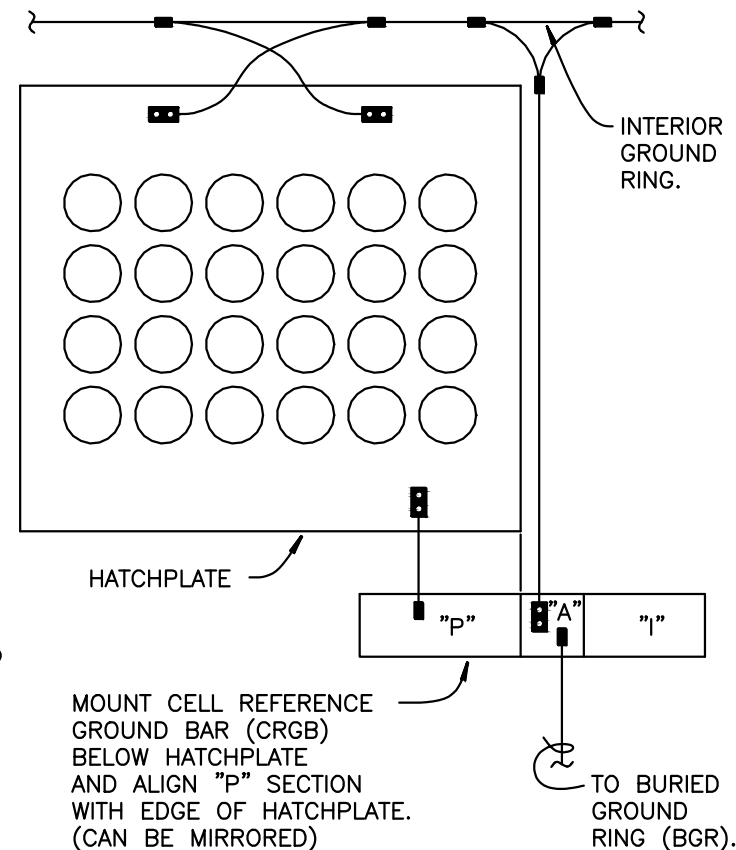 INTERIOR
GROUND
RING.
HATCHPLATE
"P"
"A"
"I"
MOUNT CELL REFERENCE
GROUND BAR (CRGB)
BELOW HATCHPLATE
AND ALIGN "P" SECTION
WITH EDGE OF HATCHPLATE.
(CAN BE MIRRORED)
TO BURIED
GROUND
RING (BGR).